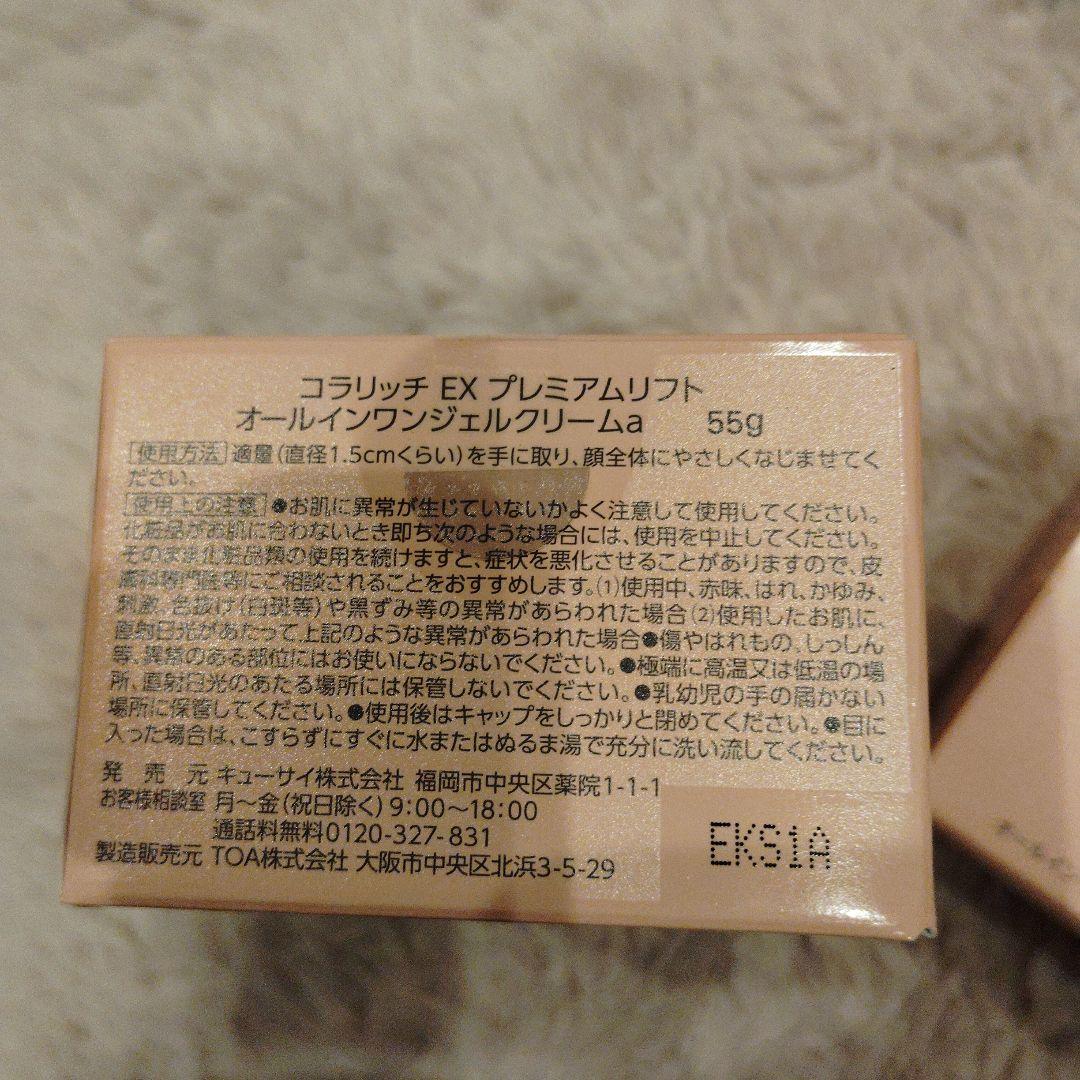 コラリッチ EX プレミアムリフト
オールインワンジェルクリームa 55g
使用方法 適量(直径1.5cmくらい)を手に取り、顔全体にやさしくなじませてく
ださい。
使用上の注意 ●お肌に異常が生じていないかよく注意して使用してください。
化粧品がお肌に合わないとき即ち次のような場合には、使用を中止してください。
そのまま化粧品類の使用を続けますと、症状を悪化させることがありますので、皮
膚科専門医等にご相談されることをおすすめします。(1)使用中、赤味、はれ、かゆみ、
刺激、色抜け(白斑等)や黒ずみ等の異常があらわれた場合(2)使用したお肌に、
直射日光があたって上記のような異常があらわれた場合●傷やはれもの、しっしん
等、異常のある部位にはお使いにならないでください。●極端に高温又は低温の場
所、直射日光のあたる場所には保管しないでください。●乳幼児の手の届かない
場所に保管してください。●使用後はキャップをしっかりと閉めてください。●目に
入った場合は、こすらずにすぐに水またはぬるま湯で充分に洗い流してください。
発売元 キューサイ株式会社 福岡市中央区薬院1-1-1
お客様相談室 月～金(祝日除く)9:00～18:00
通話料無料0120-327-831
製造販売元 TOA株式会社 大阪市中央区北浜3-5-29
EKS1A
オールイン